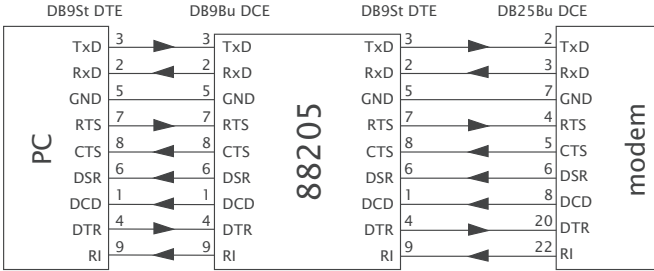 DB9St DTE DB9Bu DCE DB9St DTE DB25Bu DCE
TxD 3 3 TxD TxD 3 2 TxD
RxD 2 2 RxD RxD 2 3 RxD
GND 5 5 GND GND 5 7 GND
RTS 7 7 RTS RTS 7 4 RTS
CTS 8 8 CTS CTS 8 5 CTS
DSR 6 6 DSR DSR 6 6 DSR
DCD 1 1 DCD DCD 1 8 DCD
DTR 4 4 DTR DTR 4 20 DTR
RI 9 9 RI RI 9 22 RI
PC
88205
modem